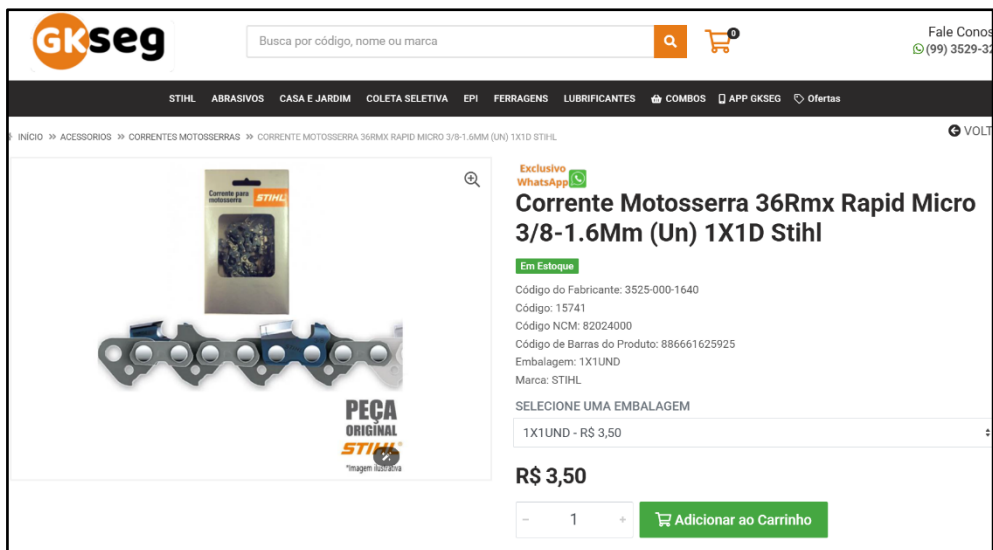 GKseg
Busca por código, nome ou marca
0
Fale Conos
(99) 3529-32
STIHL ABRASIVOS CASA E JARDIM COLETA SELETIVA EPI FERRAGENS LUBRIFICANTES COMBOS APP GKSEG Ofertas
INÍCIO » ACESSORIOS » CORRENTES MOTOSSERRAS » CORRENTE MOTOSSERRA 36RMX RAPID MICRO 3/8-1.6MM (UN) 1X1D STIHL
VOLT
Corrente para
motosserra
STIHL
PEÇA
ORIGINAL
STIHL
*Imagem ilustrativa
Exclusivo
WhatsApp
Corrente Motosserra 36Rmx Rapid Micro
3/8-1.6Mm (Un) 1X1D Stihl
Em Estoque
Código do Fabricante: 3525-000-1640
Código: 15741
Código NCM: 82024000
Código de Barras do Produto: 886661625925
Embalagem: 1X1UND
Marca: STIHL
SELECIONE UMA EMBALAGEM
1X1UND - R$ 3,50
R$ 3,50
- 1 +
Adicionar ao Carrinho